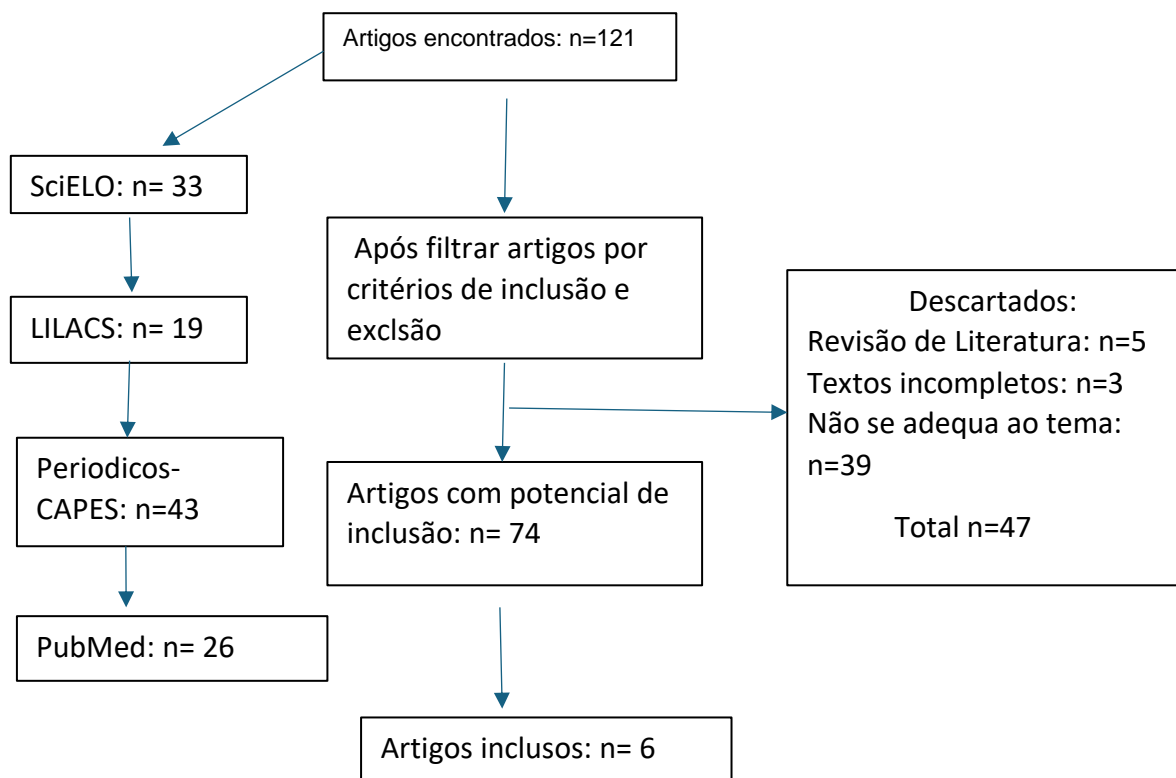 Artigos encontrados: n=121
SciELO: n= 33
LILACS: n= 19
Periodicos-
CAPES: n=43
PubMed: n= 26
Após filtrar artigos por
critérios de inclusão e
exclsão
Descartados:
Revisão de Literatura: n=5
Textos incompletos: n=3
Não se adequa ao tema:
n=39
Total n=47
Artigos com potencial de
inclusão: n= 74
Artigos inclusos: n= 6